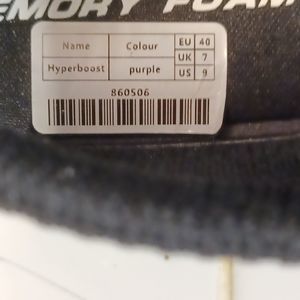 EMORY FOAM
Name Colour EU 40
UK 7
Hyperboost purple US 9
860506